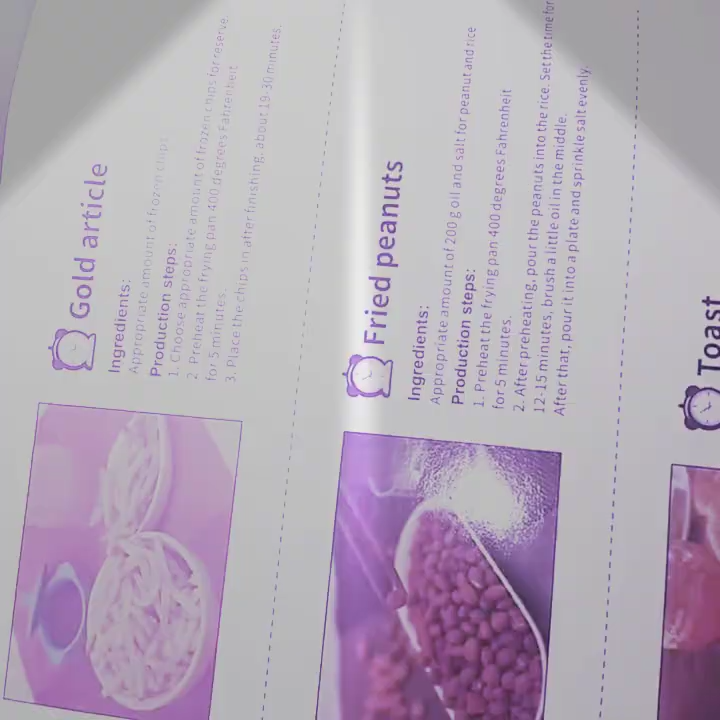 Gold article
Ingredients:
Appropriate amount of frozen chips
Production steps:
1. Choose appropriate amount of frozen chips for reserve.
2. Preheat the frying pan 400 degrees Fahrenheit
for 5 minutes.
3. Place the chips in after finishing, about 19-30 minutes.
Fried peanuts
Ingredients:
Appropriate amount of 200 g oil and salt for peanut and rice
Production steps:
1. Preheat the frying pan 400 degrees Fahrenheit
for 5 minutes.
2. After preheating, pour the peanuts into the rice. Set the time for
12-15 minutes, brush a little oil in the middle.
After that, pour it into a plate and sprinkle salt evenly.
Toast